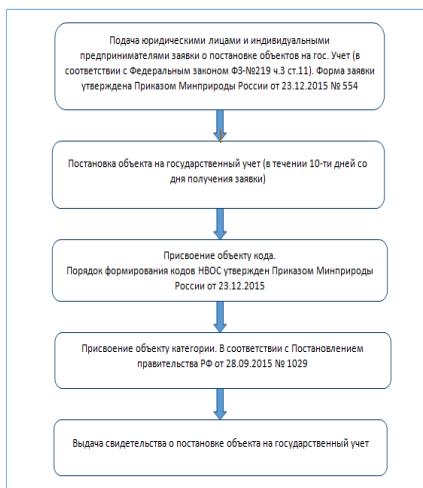 Подача юридическими лицами и индивидуальными
предпринимателями заявки о постановке объектов на гос. Учет (в
соответствии с Федеральным законом ФЗ-№219 ч.3 ст.11). Форма заявки
утверждена Приказом Минприроды России от 23.12.2015 № 554
Постановка объекта на государственный учет (в течении 10-ти дней со
дня получения заявки)
Присвоение объекту кода.
Порядок формирования кодов НВОС утвержден Приказом Минприроды
России от 23.12.2015
Присвоение объекту категории. В соответствии с Постановлением
правительства РФ от 28.09.2015 № 1029
Выдача свидетельства о постановке объекта на государственный учет